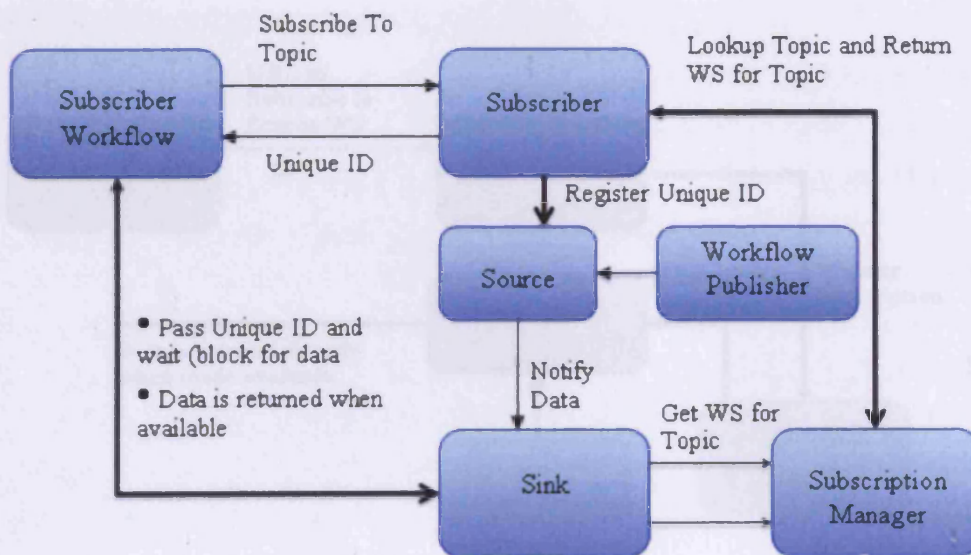 Subscribe To
Topic
Lookup Topic and Return
WS for Topic
Subscriber
Workflow
Subscriber
Unique ID
Register Unique ID
Source
Workflow
Publisher
• Pass Unique ID and
wait (block for data
• Data is returned when
available
Notify
Data
Get WS for
Topic
Sink
Subscription
Manager